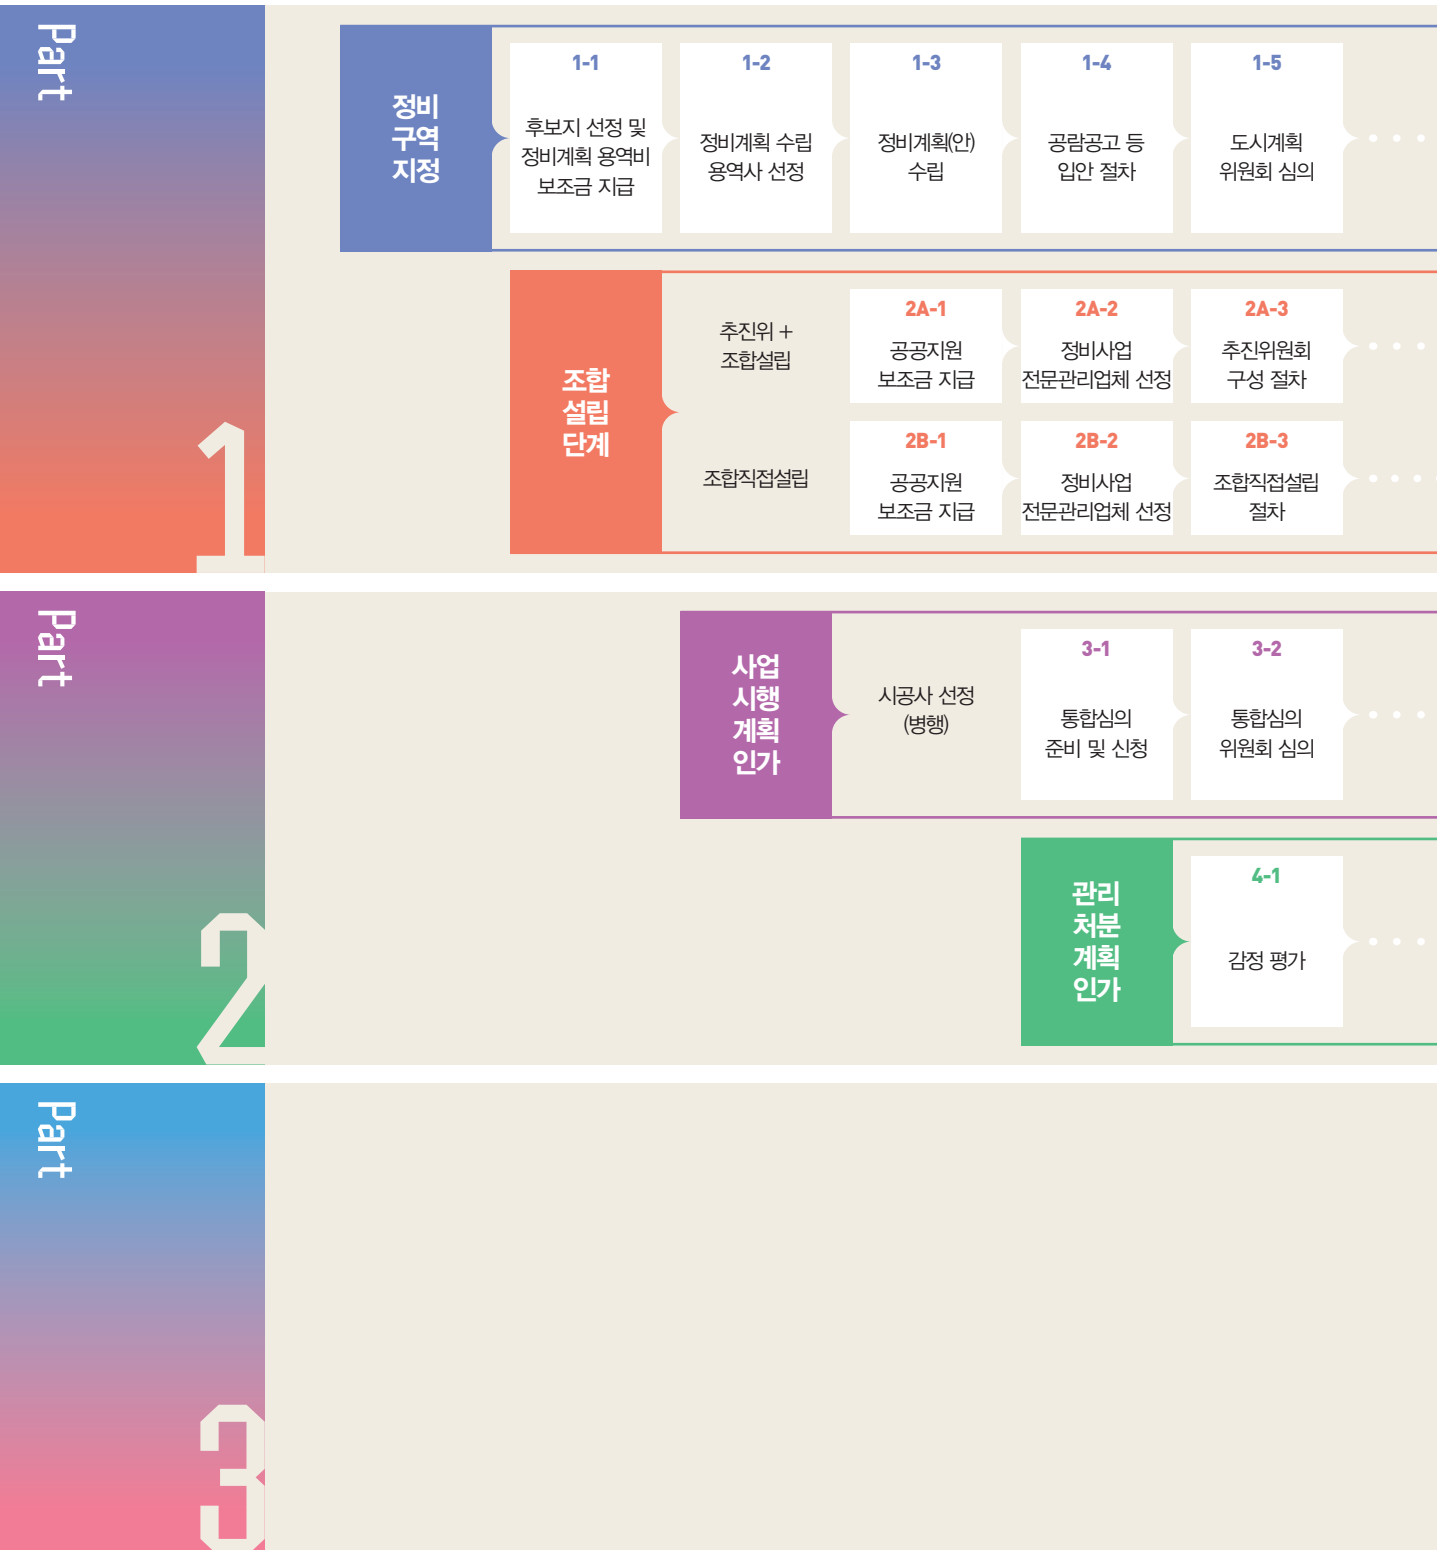 Part
1
정비
구역
지정
1-1
후보지 선정 및
정비계획 용역비
보조금 지급
1-2
정비계획 수립
용역사 선정
1-3
정비계획(안)
수립
1-4
공람공고 등
입안 절차
1-5
도시계획
위원회 심의
조합
설립
단계
추진위 +
조합설립
2A-1
공공지원
보조금 지급
2A-2
정비사업
전문관리업체 선정
2A-3
추진위원회
구성 절차
조합직접설립
2B-1
공공지원
보조금 지급
2B-2
정비사업
전문관리업체 선정
2B-3
조합직접설립
절차
Part
2
사업
시행
계획
인가
시공사 선정
(병행)
3-1
통합심의
준비 및 신청
3-2
통합심의
위원회 심의
관리
처분
계획
인가
4-1
감정 평가
Part
3